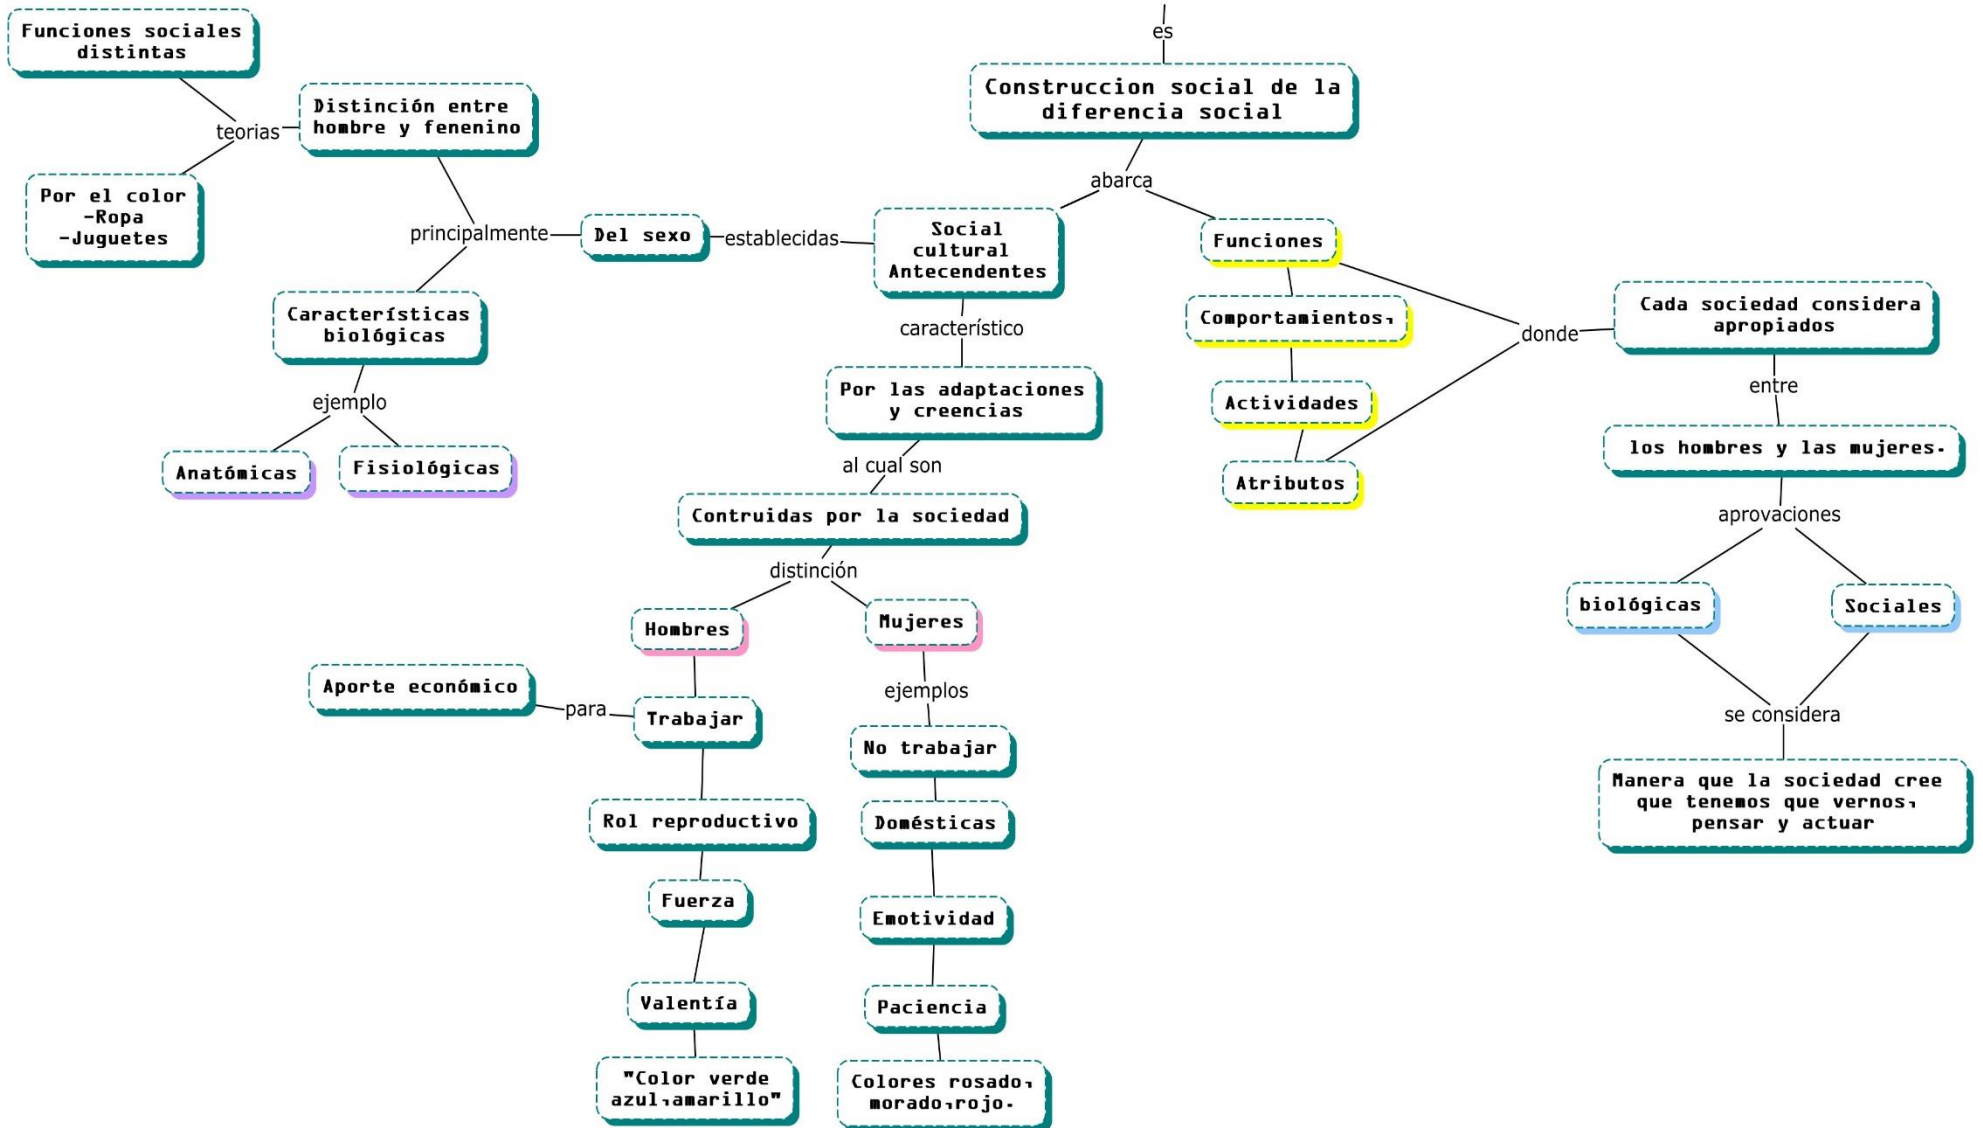 es
Construccion social de la
diferencia social
abarca
Funciones sociales
distintas
teorias
Distinción entre
hombre y fenenino
Por el color
-Ropa
-Juguetes
principalmente
Del sexo
establecidas
Social
cultural
Antecendentes
Características
biológicas
ejemplo
Anatómicas
Fisiológicas
característico
Por las adaptaciones
y creencias
al cual son
Contruidas por la sociedad
distinción
Hombres
Aporte económico
para
Trabajar
Rol reproductivo
Fuerza
Valentía
"Color verde
azul,amarillo"
Mujeres
ejemplos
No trabajar
Domésticas
Emotividad
Paciencia
Colores rosado,
morado,rojo.
Funciones
Comportamientos,
Actividades
Atributos
donde
Cada sociedad considera
apropiados
entre
los hombres y las mujeres.
aprovaciones
biológicas
Sociales
se considera
Manera que la sociedad cree
que tenemos que vernos,
pensar y actuar